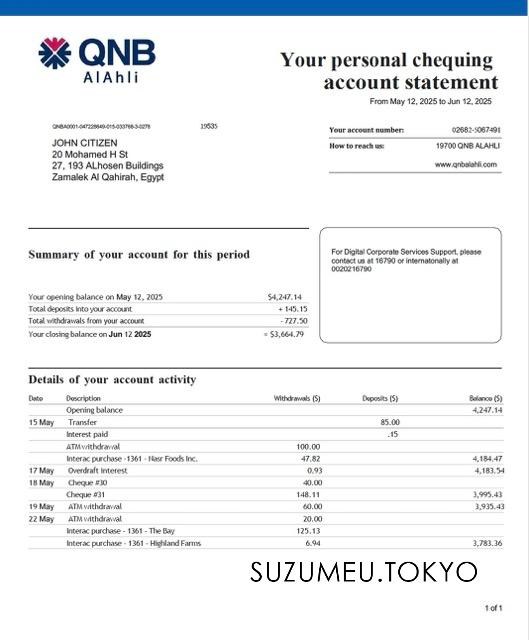 QNB
AlAhli
Your personal chequing
account statement
From May 12, 2025 to Jun 12, 2025
QNBA0001-047228649-015-033768-3-0278 19535
JOHN CITIZEN
20 Mohamed H St
27, 193 ALhosen Buildings
Zamalek Al Qahirah, Egypt
Your account number: 02682-5067491
How to reach us: 19700 QNB ALAHLI
www.qnbalahli.com
Summary of your account for this period
For Digital Corporate Services Support, please
contact us at 16790 or internatonally at
0020216790
Your opening balance on May 12, 2025 $4,247.14
Total deposits into your account + 145.15
Total withdrawals from your account - 727.50
Your closing balance on Jun 12 2025 = $3,664.79
Details of your account activity
Date Description Withdrawals ($) Deposits ($) Balance ($)
Opening balance 4,247.14
15 May Transfer 85.00
Interest paid .15
ATM withdrawal 100.00
Interac purchase -1361 - Nasr Foods Inc. 47.82 4,184.47
17 May Overdraft Interest 0.93 4,183.54
18 May Cheque #30 40.00
Cheque #31 148.11 3,995.43
19 May ATM withdrawal 60.00 3,935.43
22 May ATM withdrawal 20.00
Interac purchase - 1361 - The Bay 125.13
Interac purchase - 1361 - Highland Farms 6.94 3,783.36
SUZUMEU.TOKYO
1 of 1